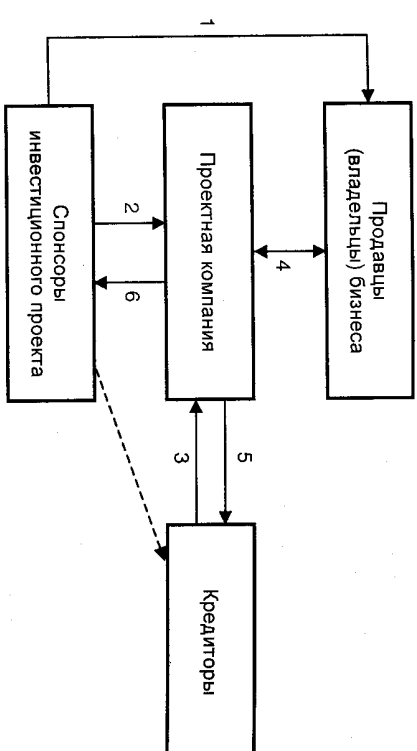 Продавцы
(владельцы) бизнеса
4
5
1
Проектная компания
Кредиторы
3
2
6
Спонсоры
инвестиционного проекта